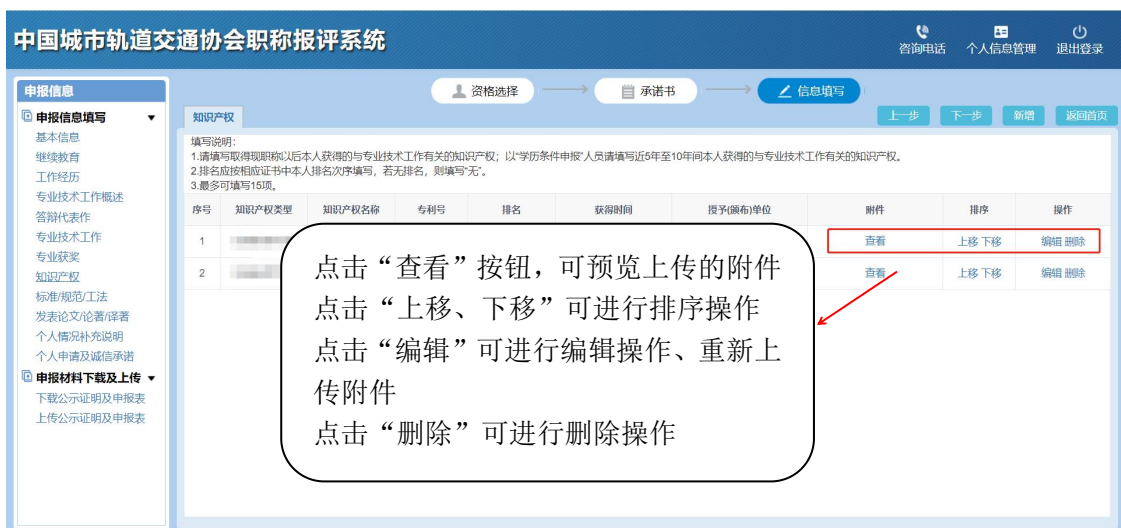 中国城市轨道交通协会职称报评系统
咨询电话 个人信息管理 退出登录
申报信息
资格选择 承诺书 信息填写
申报信息填写
基本信息
继续教育
工作经历
专业技术工作概述
答辩代表作
专业技术工作
专业获奖
知识产权
标准/规范/工法
发表论文/论著/译著
个人情况补充说明
个人申请及诚信承诺
申报材料下载及上传
下载公示证明及申报表
上传公示证明及申报表
知识产权
上一步 下一步 新增 返回首页
填写说明:
1.请填写取得现职称以后本人获得的与专业技术工作有关的知识产权；以“学历条件申报”人员请填写近5年至10年间本人获得的与专业技术工作有关的知识产权。
2.排名应按相应证书中本人排名次序填写，若无排名，则填写“无”。
3.最多可填写15项。
序号 知识产权类型 知识产权名称 专利号 排名 获得时间 授予(颁布)单位 附件 排序 操作
1 查看 上移 下移 编辑 删除
2 查看 上移 下移 编辑 删除
点击“查看”按钮，可预览上传的附件
点击“上移、下移”可进行排序操作
点击“编辑”可进行编辑操作、重新上
传附件
点击“删除”可进行删除操作